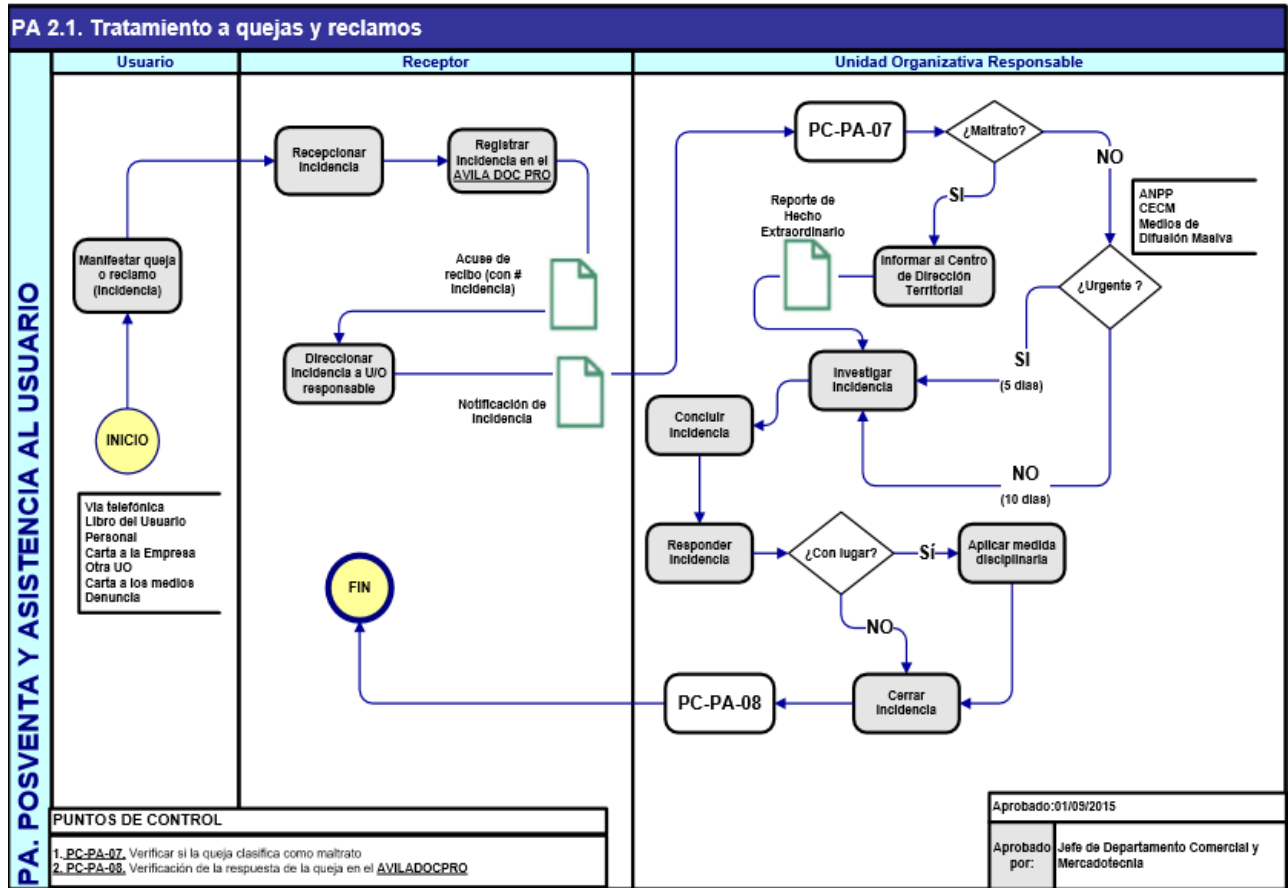 PA 2.1. Tratamiento a quejas y reclamos
PA. POSVENTA Y ASISTENCIA AL USUARIO
Usuario
Receptor
Unidad Organizativa Responsable
Manifestar queja
o reclamo
(Incidencia)
INICIO
Vía telefónica
Libro del Usuario
Personal
Carta a la Empresa
Otra UO
Carta a los medios
Denuncia
Recepcionar
Incidencia
Registrar
Incidencia en el
AVILA DOC PRO
Acuse de
recibo (con #
Incidencia)
Direccionar
Incidencia a U/O
responsable
Notificación de
Incidencia
FIN
PC-PA-07
¿Maltrato?
NO
SI
ANPP
CECM
Medios de
Difusión Masiva
Reporte de
Hecho
Extraordinario
Informar al Centro
de Dirección
Territorial
¿Urgente ?
SI
(5 días)
Investigar
Incidencia
Concluir
Incidencia
NO
(10 días)
Responder
Incidencia
¿Con lugar?
Sí
Aplicar medida
disciplinaria
NO
Cerrar
Incidencia
PC-PA-08
PUNTOS DE CONTROL
1. PC-PA-07. Verificar si la queja clasifica como maltrato
2. PC-PA-08. Verificación de la respuesta de la queja en el AVILADOCPRO
Aprobado:01/09/2015
Aprobado
por:
Jefe de Departamento Comercial y
Mercadotecnia